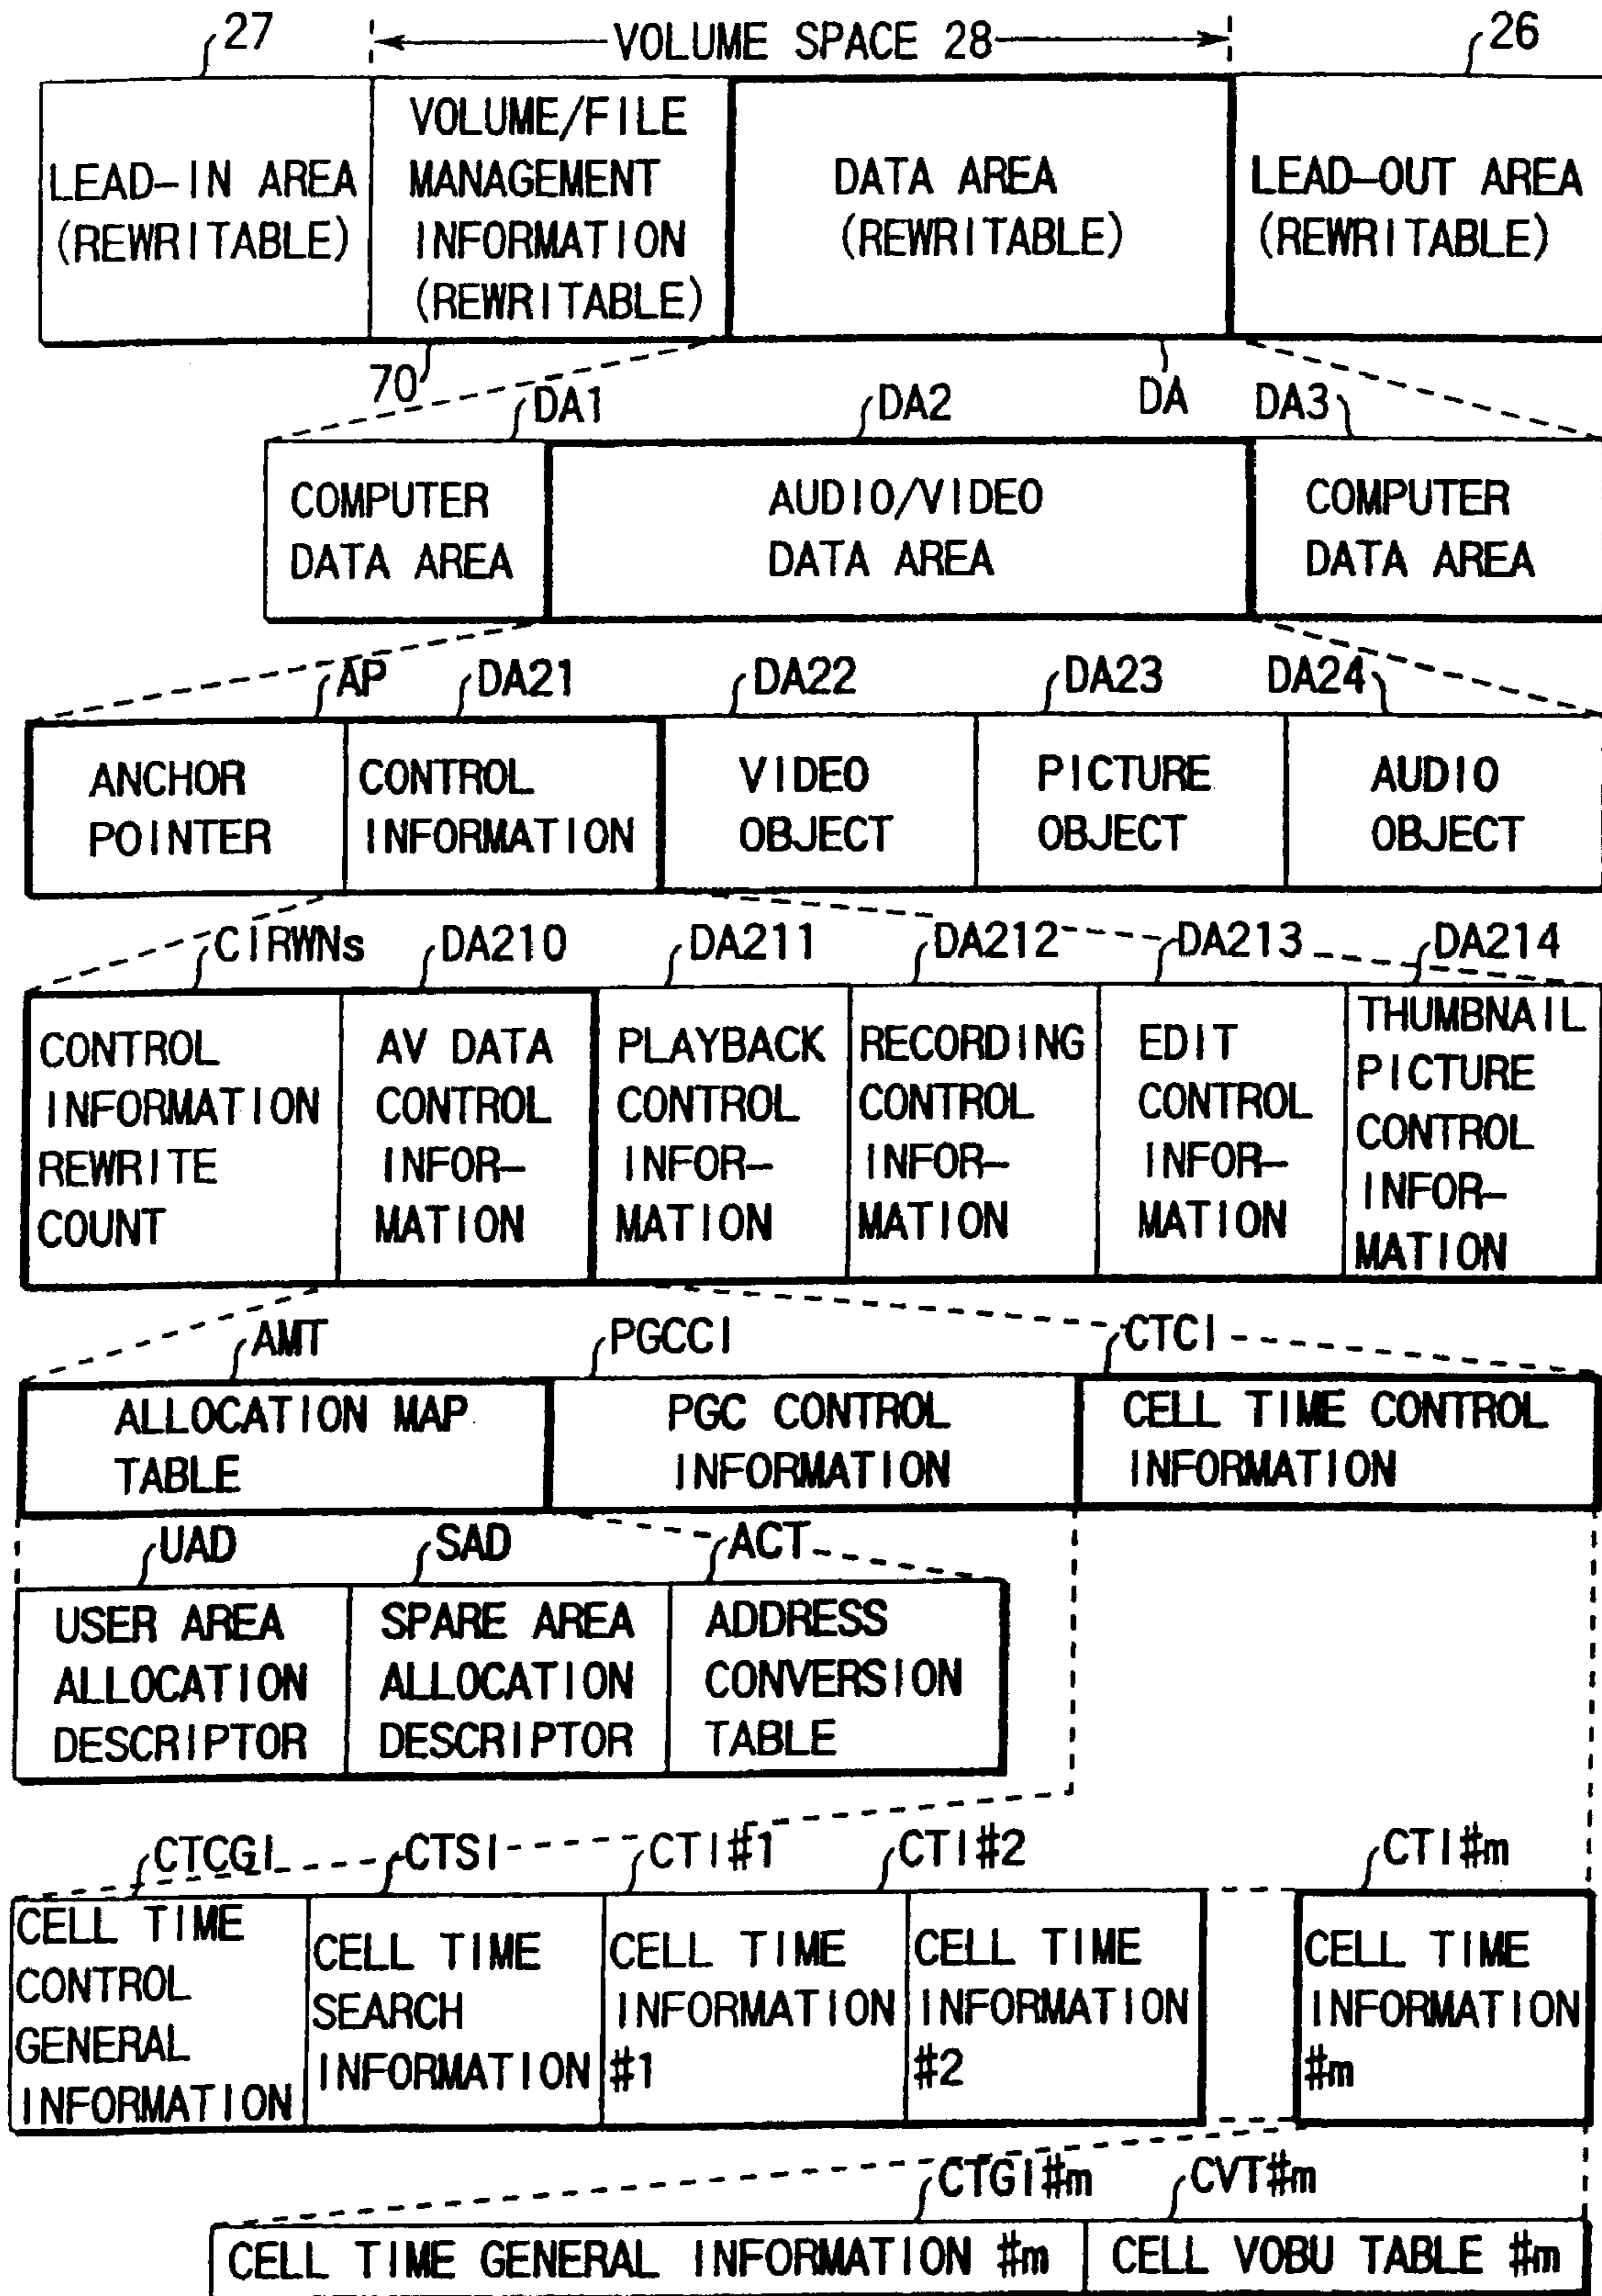 27
VOLUME SPACE 28
26
LEAD-IN AREA
(REWRITABLE)
VOLUME/FILE
MANAGEMENT
INFORMATION
(REWRITABLE)
DATA AREA
(REWRITABLE)
LEAD-OUT AREA
(REWRITABLE)
70
DA1
DA2
DA
DA3
COMPUTER
DATA AREA
AUDIO/VIDEO
DATA AREA
COMPUTER
DATA AREA
AP
DA21
DA22
DA23
DA24
ANCHOR
POINTER
CONTROL
INFORMATION
VIDEO
OBJECT
PICTURE
OBJECT
AUDIO
OBJECT
CIRWNs
DA210
DA211
DA212
DA213
DA214
CONTROL
INFORMATION
REWRITE
COUNT
AV DATA
CONTROL
INFOR-
MATION
PLAYBACK
CONTROL
INFOR-
MATION
RECORDING
CONTROL
INFOR-
MATION
EDIT
CONTROL
INFOR-
MATION
THUMBNAIL
PICTURE
CONTROL
INFOR-
MATION
AMT
PGCCI
CTCI
ALLOCATION MAP
TABLE
PGC CONTROL
INFORMATION
CELL TIME CONTROL
INFORMATION
UAD
SAD
ACT
USER AREA
ALLOCATION
DESCRIPTOR
SPARE AREA
ALLOCATION
DESCRIPTOR
ADDRESS
CONVERSION
TABLE
CTCGI
CTSI
CTI#1
CTI#2
CTI#m
CELL TIME
CONTROL
GENERAL
INFORMATION
CELL TIME
SEARCH
INFORMATION
CELL TIME
INFORMATION
#1
CELL TIME
INFORMATION
#2
CELL TIME
INFORMATION
#m
CTGI#m
CVT#m
CELL TIME GENERAL INFORMATION #m
CELL VOBU TABLE #m